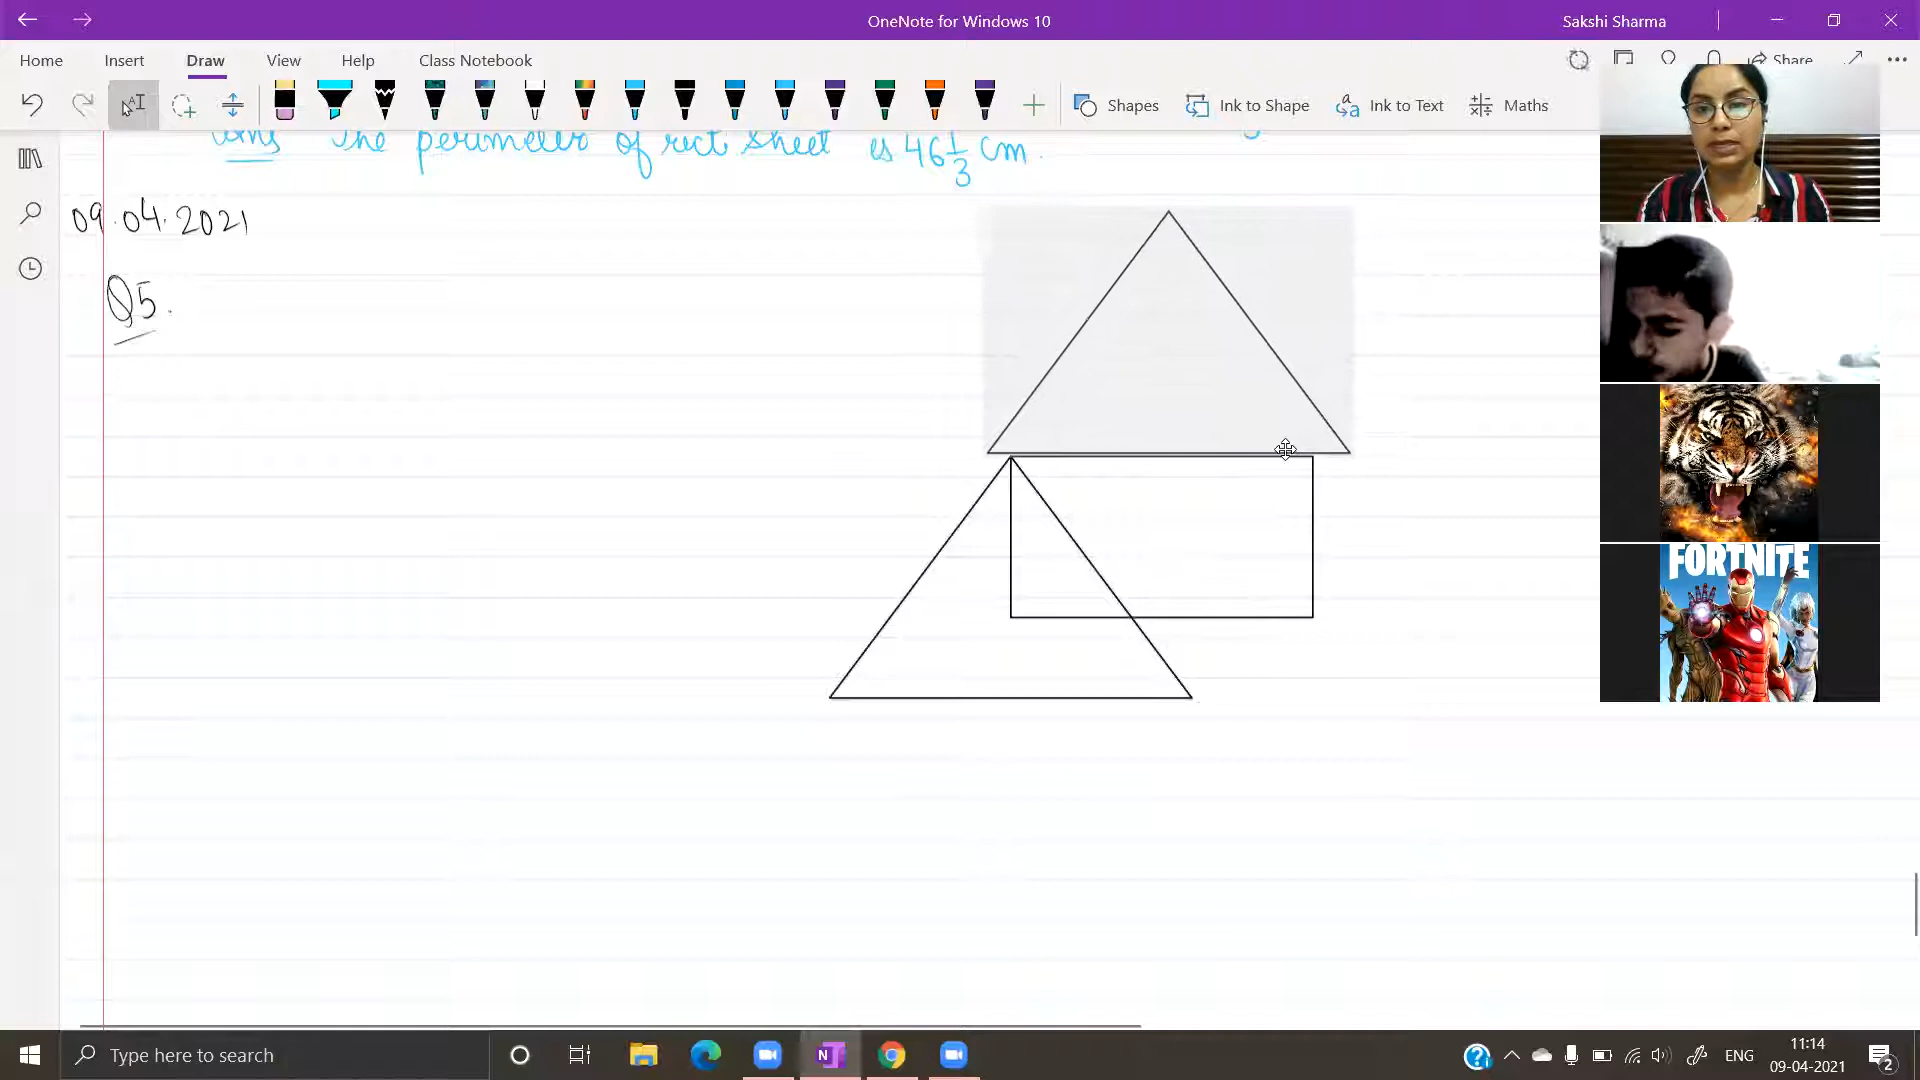 OneNote for Windows 10
Sakshi Sharma
Home Insert Draw View Help Class Notebook
Share
Shapes Ink to Shape Ink to Text Maths
Ans The perimeter of rect sheet is 46 1/3 cm.
09.04.2021
Q5.
FORTNITE
Type here to search
ENG
11:14
09-04-2021
2